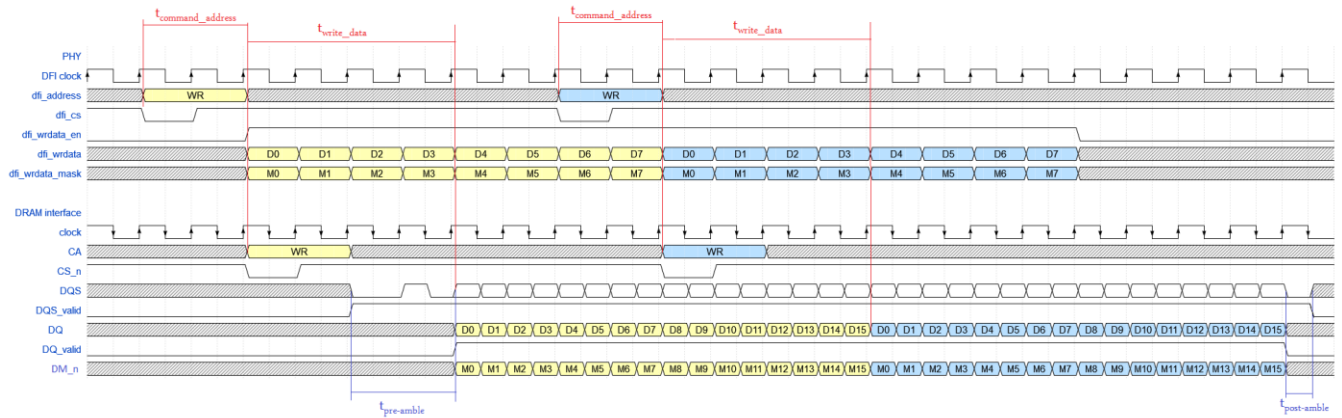 t_command_address t_write_data t_command_address t_write_data
PHY
DFI clock
dfi_address WR WR
dfi_cs
dfi_wrdata_en
dfi_wrdata D0 D1 D2 D3 D4 D5 D6 D7 D0 D1 D2 D3 D4 D5 D6 D7
dfi_wrdata_mask M0 M1 M2 M3 M4 M5 M6 M7 M0 M1 M2 M3 M4 M5 M6 M7
DRAM interface
clock
CA WR WR
CS_n
DQS
DQS_valid
DQ D0 D1 D2 D3 D4 D5 D6 D7 D8 D9 D10 D11 D12 D13 D14 D15 D0 D1 D2 D3 D4 D5 D6 D7 D8 D9 D10 D11 D12 D13 D14 D15
DQ_valid
DM_n M0 M1 M2 M3 M4 M5 M6 M7 M8 M9 M10 M11 M12 M13 M14 M15 M0 M1 M2 M3 M4 M5 M6 M7 M8 M9 M10 M11 M12 M13 M14 M15
t_pre-amble t_post-amble